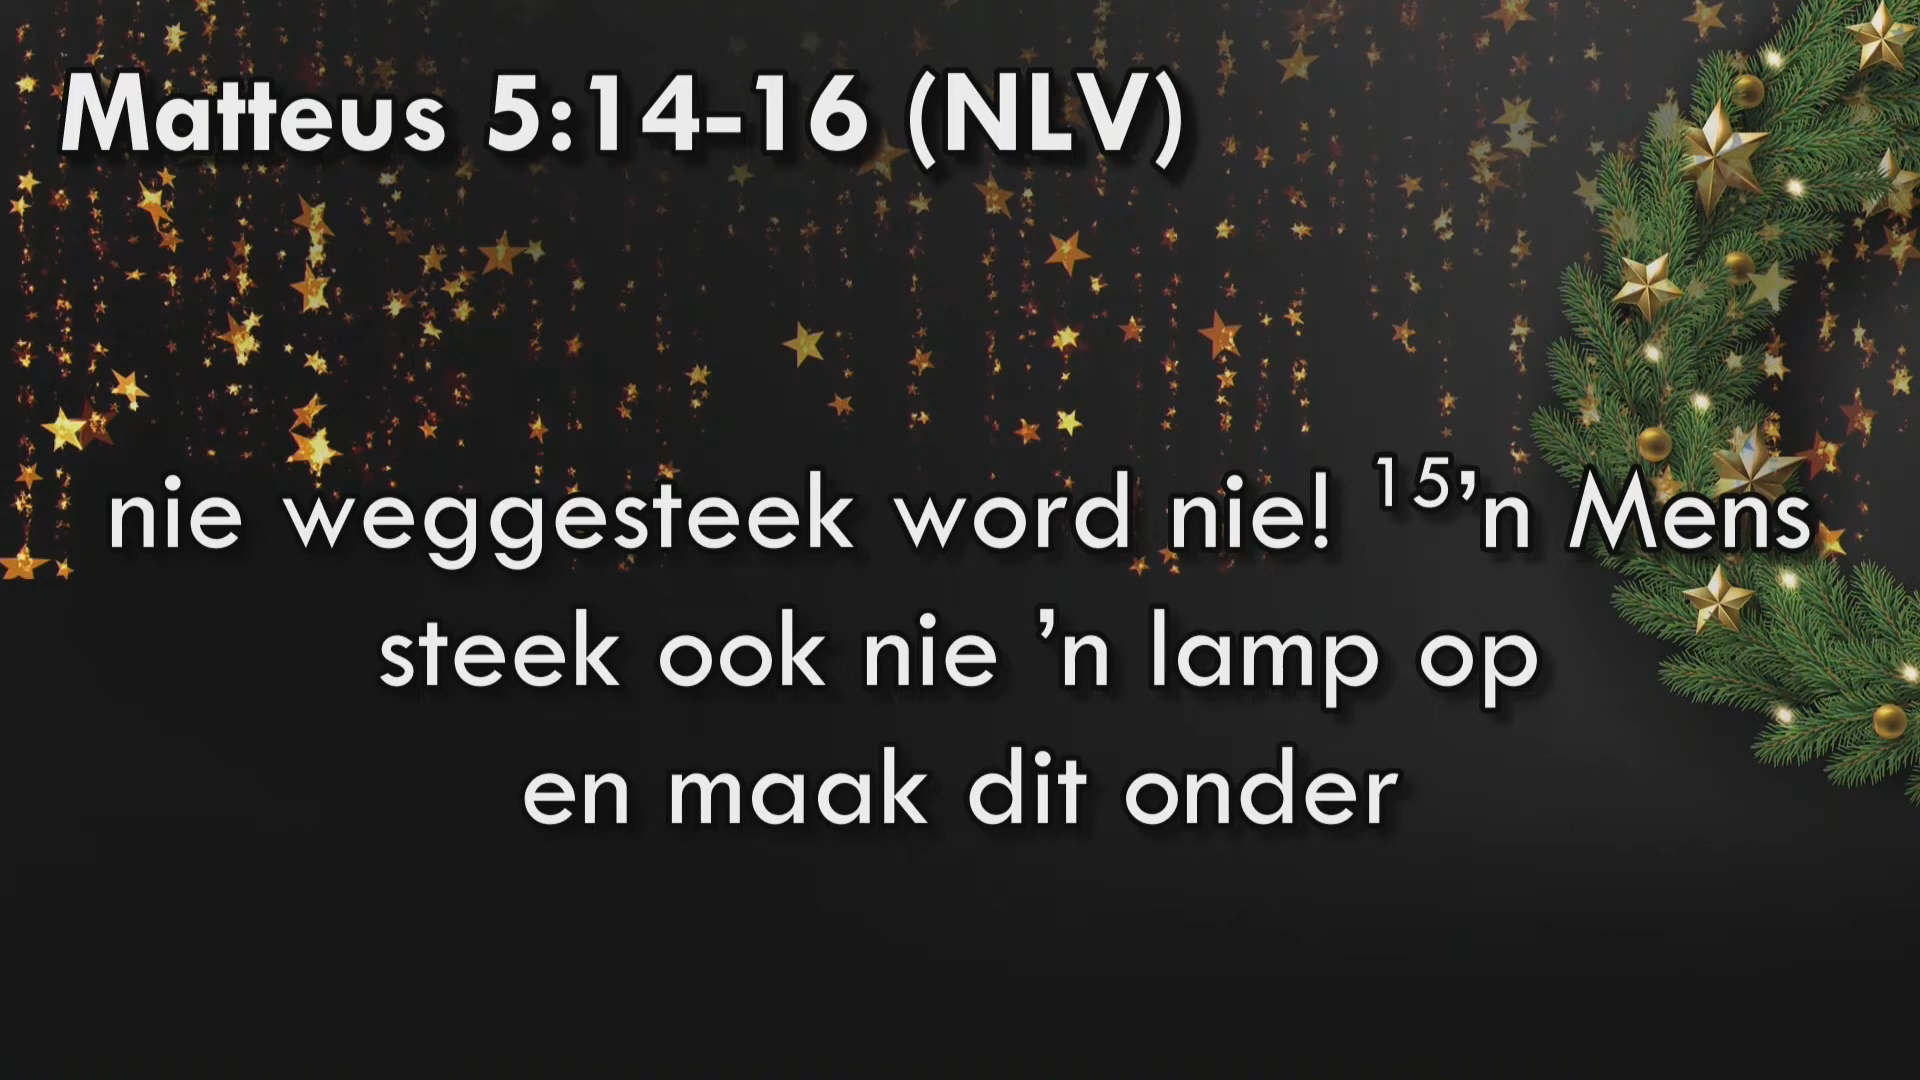 Matteus 5:14-16 (NLV)
nie weggesteek word nie! ¹⁵’n Mens
steek ook nie ’n lamp op
en maak dit onder